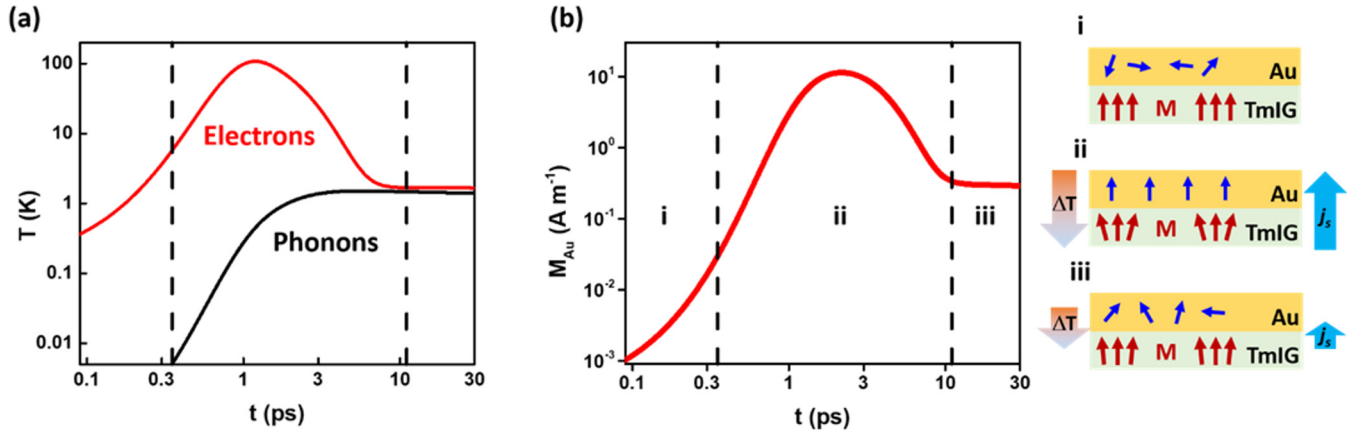 (a)
T (K)
100
10
1
0.1
0.01
Electrons
Phonons
0.1
0.3
1
3
10
30
t (ps)
(b)
M_Au (A m⁻¹)
10¹
10⁰
10⁻¹
10⁻²
10⁻³
i
ii
iii
0.1
0.3
1
3
10
30
t (ps)
i
Au
M TmIG
ii
ΔT
Au
M TmIG
jₛ
iii
ΔT
Au
M TmIG
jₛ